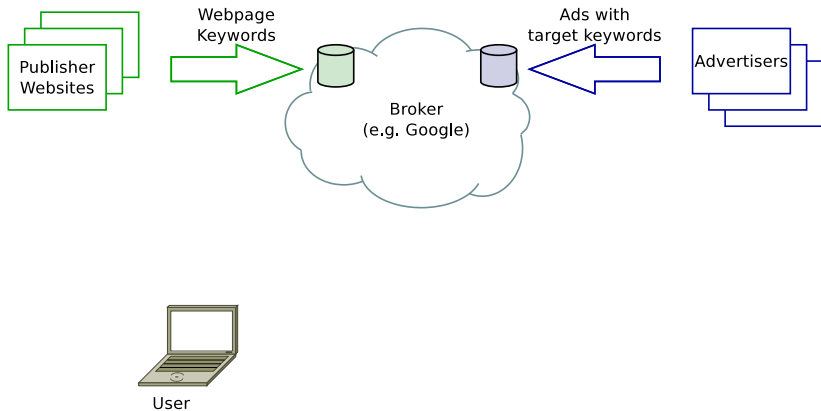 Webpage
Keywords
Ads with
target keywords
Publisher
Websites
Advertisers
Broker
(e.g. Google)
User